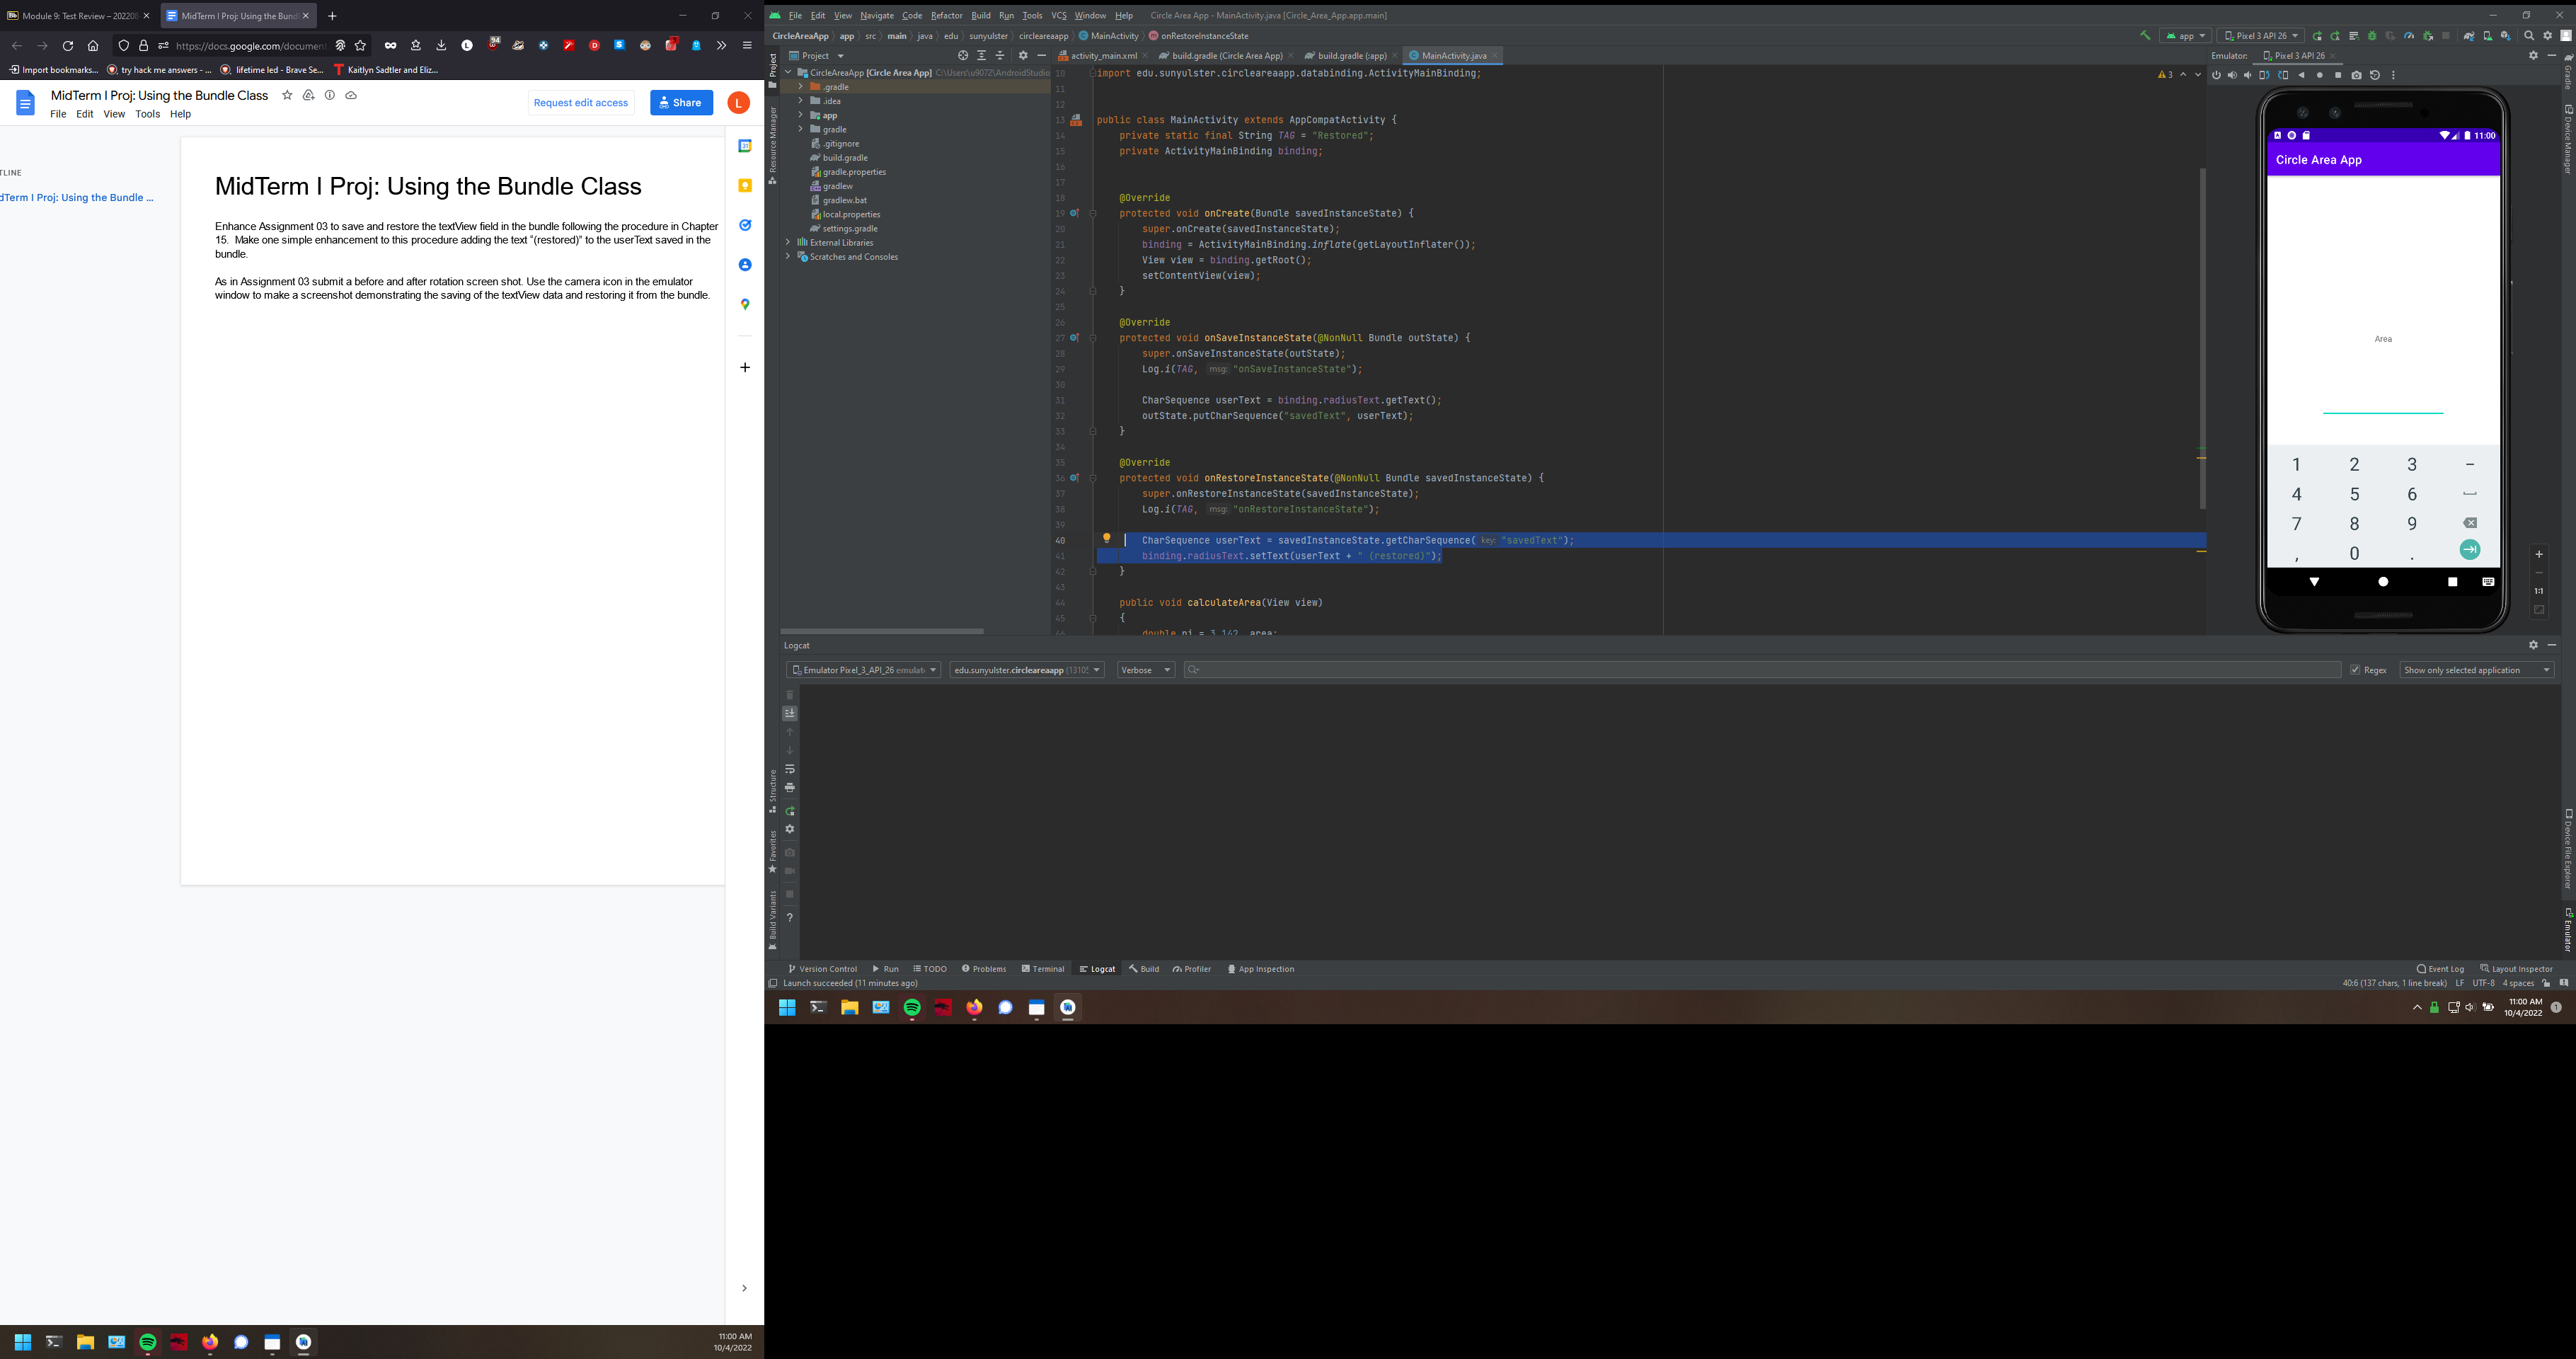 Module 9: Test Review – 202208
MidTerm I Proj: Using the Bundl
https://docs.google.com/document
94
Import bookmarks...
try hack me answers - ...
lifetime led - Brave Se...
Kaitlyn Sadtler and Eliz...
MidTerm I Proj: Using the Bundle Class
File Edit View Tools Help
Request edit access
Share
L
TLINE
dTerm I Proj: Using the Bundle ...
MidTerm I Proj: Using the Bundle Class
Enhance Assignment 03 to save and restore the textView field in the bundle following the procedure in Chapter
15. Make one simple enhancement to this procedure adding the text “(restored)” to the userText saved in the
bundle.
As in Assignment 03 submit a before and after rotation screen shot. Use the camera icon in the emulator
window to make a screenshot demonstrating the saving of the textView data and restoring it from the bundle.
11:00 AM
10/4/2022
File Edit View Navigate Code Refactor Build Run Tools VCS Window Help Circle Area App - MainActivity.java [Circle_Area_App.app.main]
CircleAreaApp app src main java edu sunyulster circleareaapp MainActivity onRestoreInstanceState
app
Pixel 3 API 26
Project
activity_main.xml
build.gradle (Circle Area App)
build.gradle (:app)
MainActivity.java
Emulator: Pixel 3 API 26
Project
Resource Manager
Structure
Favorites
Build Variants
CircleAreaApp [Circle Area App] C:\Users\u9072\AndroidStudio
.gradle
.idea
app
gradle
.gitignore
build.gradle
gradle.properties
gradlew
gradlew.bat
local.properties
settings.gradle
External Libraries
Scratches and Consoles
3
10 import edu.sunyulster.circleareaapp.databinding.ActivityMainBinding;
11
12
13 public class MainActivity extends AppCompatActivity {
14 private static final String TAG = "Restored";
15 private ActivityMainBinding binding;
16
17
18 @Override
19 protected void onCreate(Bundle savedInstanceState) {
20 super.onCreate(savedInstanceState);
21 binding = ActivityMainBinding.inflate(getLayoutInflater());
22 View view = binding.getRoot();
23 setContentView(view);
24 }
25
26 @Override
27 protected void onSaveInstanceState(@NonNull Bundle outState) {
28 super.onSaveInstanceState(outState);
29 Log.i(TAG, msg: "onSaveInstanceState");
30
31 CharSequence userText = binding.radiusText.getText();
32 outState.putCharSequence("savedText", userText);
33 }
34
35 @Override
36 protected void onRestoreInstanceState(@NonNull Bundle savedInstanceState) {
37 super.onRestoreInstanceState(savedInstanceState);
38 Log.i(TAG, msg: "onRestoreInstanceState");
39
40 CharSequence userText = savedInstanceState.getCharSequence( key: "savedText");
41 binding.radiusText.setText(userText + " (restored)");
42 }
43
44 public void calculateArea(View view)
45 {
46 double pi = 3.142, area;
11:00
Circle Area App
Area
1 2 3 −
4 5 6
7 8 9
, 0 .
1:1
Gradle
Device Manager
Device File Explorer
Emulator
Logcat
Emulator Pixel_3_API_26 emulat
edu.sunyulster.circleareaapp (1310
Verbose
Regex
Show only selected application
Version Control Run TODO Problems Terminal Logcat Build Profiler App Inspection
Event Log Layout Inspector
Launch succeeded (11 minutes ago)
40:6 (137 chars, 1 line break) LF UTF-8 4 spaces
11:00 AM
10/4/2022
1